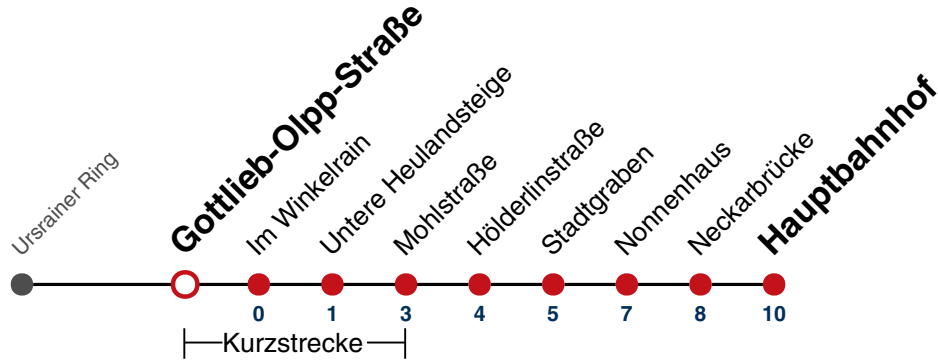 Ursrainer Ring
Gottlieb-Olpp-Straße
Im Winkelrain
Untere Heulandsteige
Mohlstraße
Hölderlinstraße
Stadtgraben
Nonnenhaus
Neckarbrücke
Hauptbahnhof
0 1 3 4 5 7 8 10
Kurzstrecke